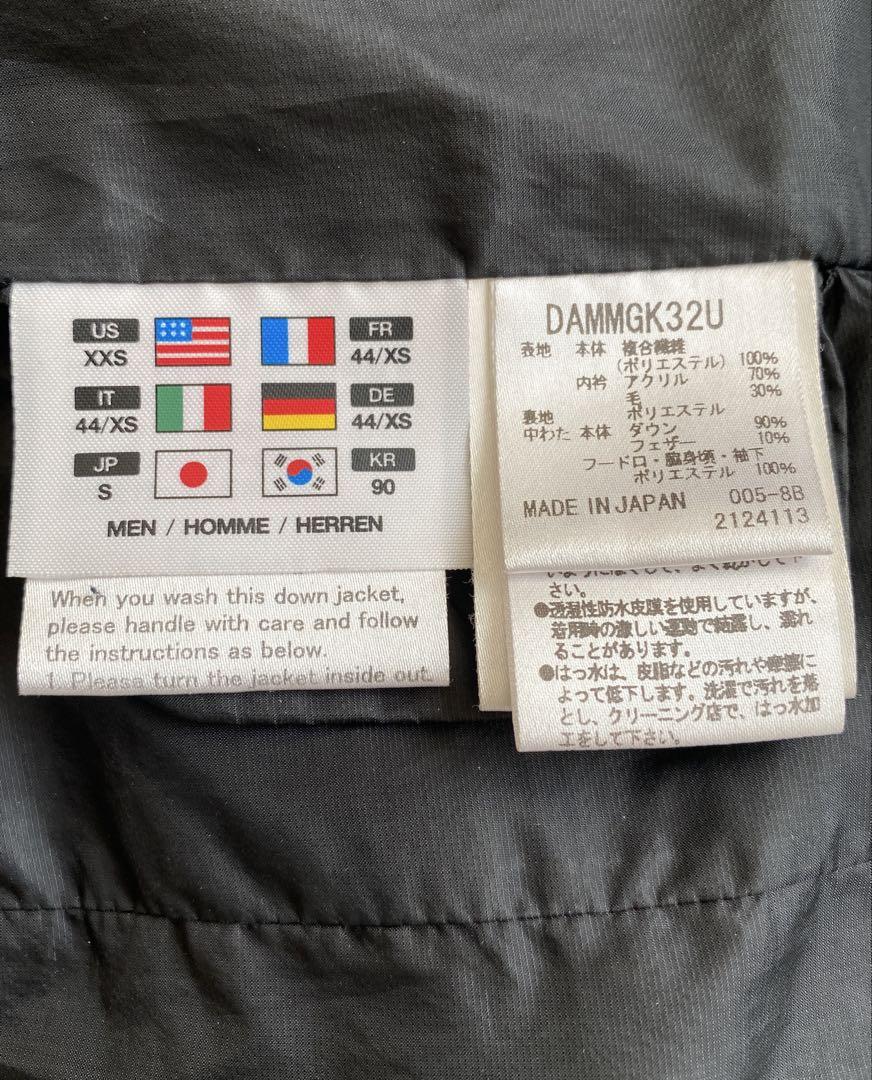 US
XXS
FR
44/XS
IT
44/XS
DE
44/XS
JP
S
KR
90
MEN / HOMME / HERREN
When you wash this down jacket,
please handle with care and follow
the instructions as below.
1. Please turn the jacket inside out.
DAMMGK32U
表地 本体 複合繊維
(ポリエステル) 100%
内衿 アクリル 70%
毛 30%
裏地 ポリエステル
中わた 本体 ダウン 90%
フェザー 10%
フード口・脇身頃・袖下
ポリエステル 100%
MADE IN JAPAN 005-8B
2124113
さい。
●透湿性防水皮膜を使用していますが、
着用時の激しい運動で結露し、濡れ
ることがあります。
●はっ水は、皮脂などの汚れや摩擦に
よって低下します。洗濯で汚れを落
とし、クリーニング店で、はっ水加
工をして下さい。